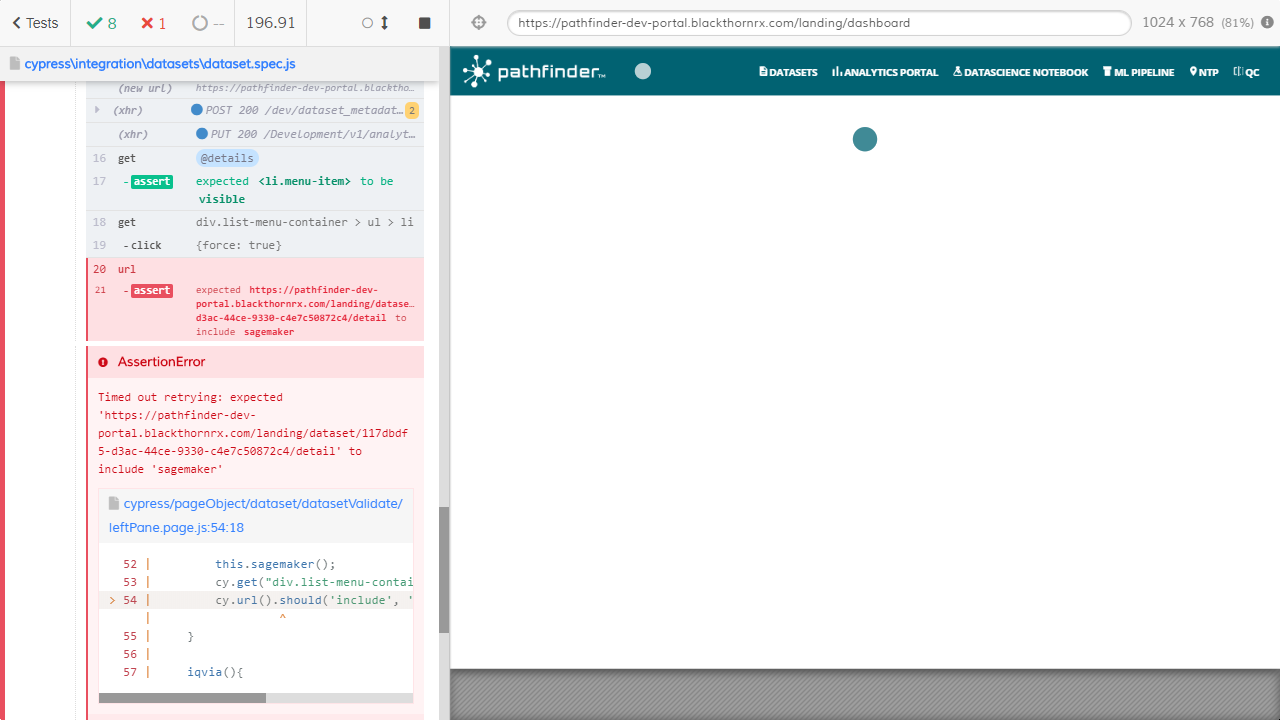 Tests
8
1
--
196.91
https://pathfinder-dev-portal.blackthornrx.com/landing/dashboard
1024 x 768 (81%)
cypress\integration\datasets\dataset.spec.js
pathfinder™
DATASETS
ANALYTICS PORTAL
DATASCIENCE NOTEBOOK
ML PIPELINE
NTP
QC
(new url) https://pathfinder-dev-portal.blacktho…
(xhr) POST 200 /dev/dataset_metadat… 2
(xhr) PUT 200 /Development/v1/analyt…
16 get @details
17 -assert expected <li.menu-item> to be
visible
18 get div.list-menu-container > ul > li
19 -click {force: true}
20 url
21 -assert expected https://pathfinder-dev-
portal.blackthornrx.com/landing/datase…
d3ac-44ce-9330-c4e7c50872c4/detail to
include sagemaker
AssertionError
Timed out retrying: expected
'https://pathfinder-dev-
portal.blackthornrx.com/landing/dataset/117dbdf
5-d3ac-44ce-9330-c4e7c50872c4/detail' to
include 'sagemaker'
cypress/pageObject/dataset/datasetValidate/
leftPane.page.js:54:18
52 | this.sagemaker();
53 | cy.get("div.list-menu-contai
> 54 | cy.url().should('include', '
| ^
55 | }
56 |
57 | iqvia(){